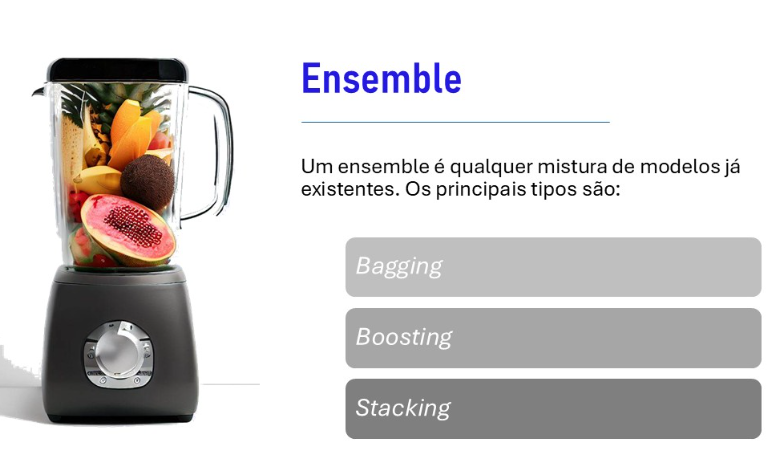 Ensemble
Um ensemble é qualquer mistura de modelos já
existentes. Os principais tipos são:
Bagging
Boosting
Stacking